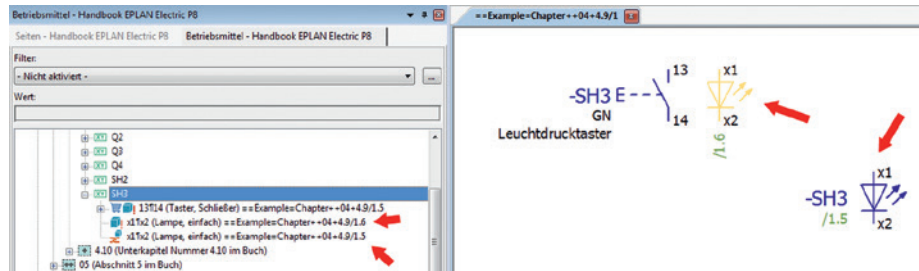 Betriebsmittel - Handbook EPLAN Electric P8
Seiten - Handbook EPLAN Electric P8 Betriebsmittel - Handbook EPLAN Electric P8
Filter:
- Nicht aktiviert -
...
Wert:
Q2
Q3
Q4
SH2
SH3
13¶14 (Taster, Schließer) ==Example=Chapter++04+4.9/1.5
x1¶x2 (Lampe, einfach) ==Example=Chapter++04+4.9/1.6
x1¶x2 (Lampe, einfach) ==Example=Chapter++04+4.9/1.5
4.10 (Unterkapitel Nummer 4.10 im Buch)
05 (Abschnitt 5 im Buch)
==Example=Chapter++04+4.9/1
13 x1
-SH3
GN
14 x2
Leuchtdrucktaster
/1.6
x1
-SH3
/1.5
x2